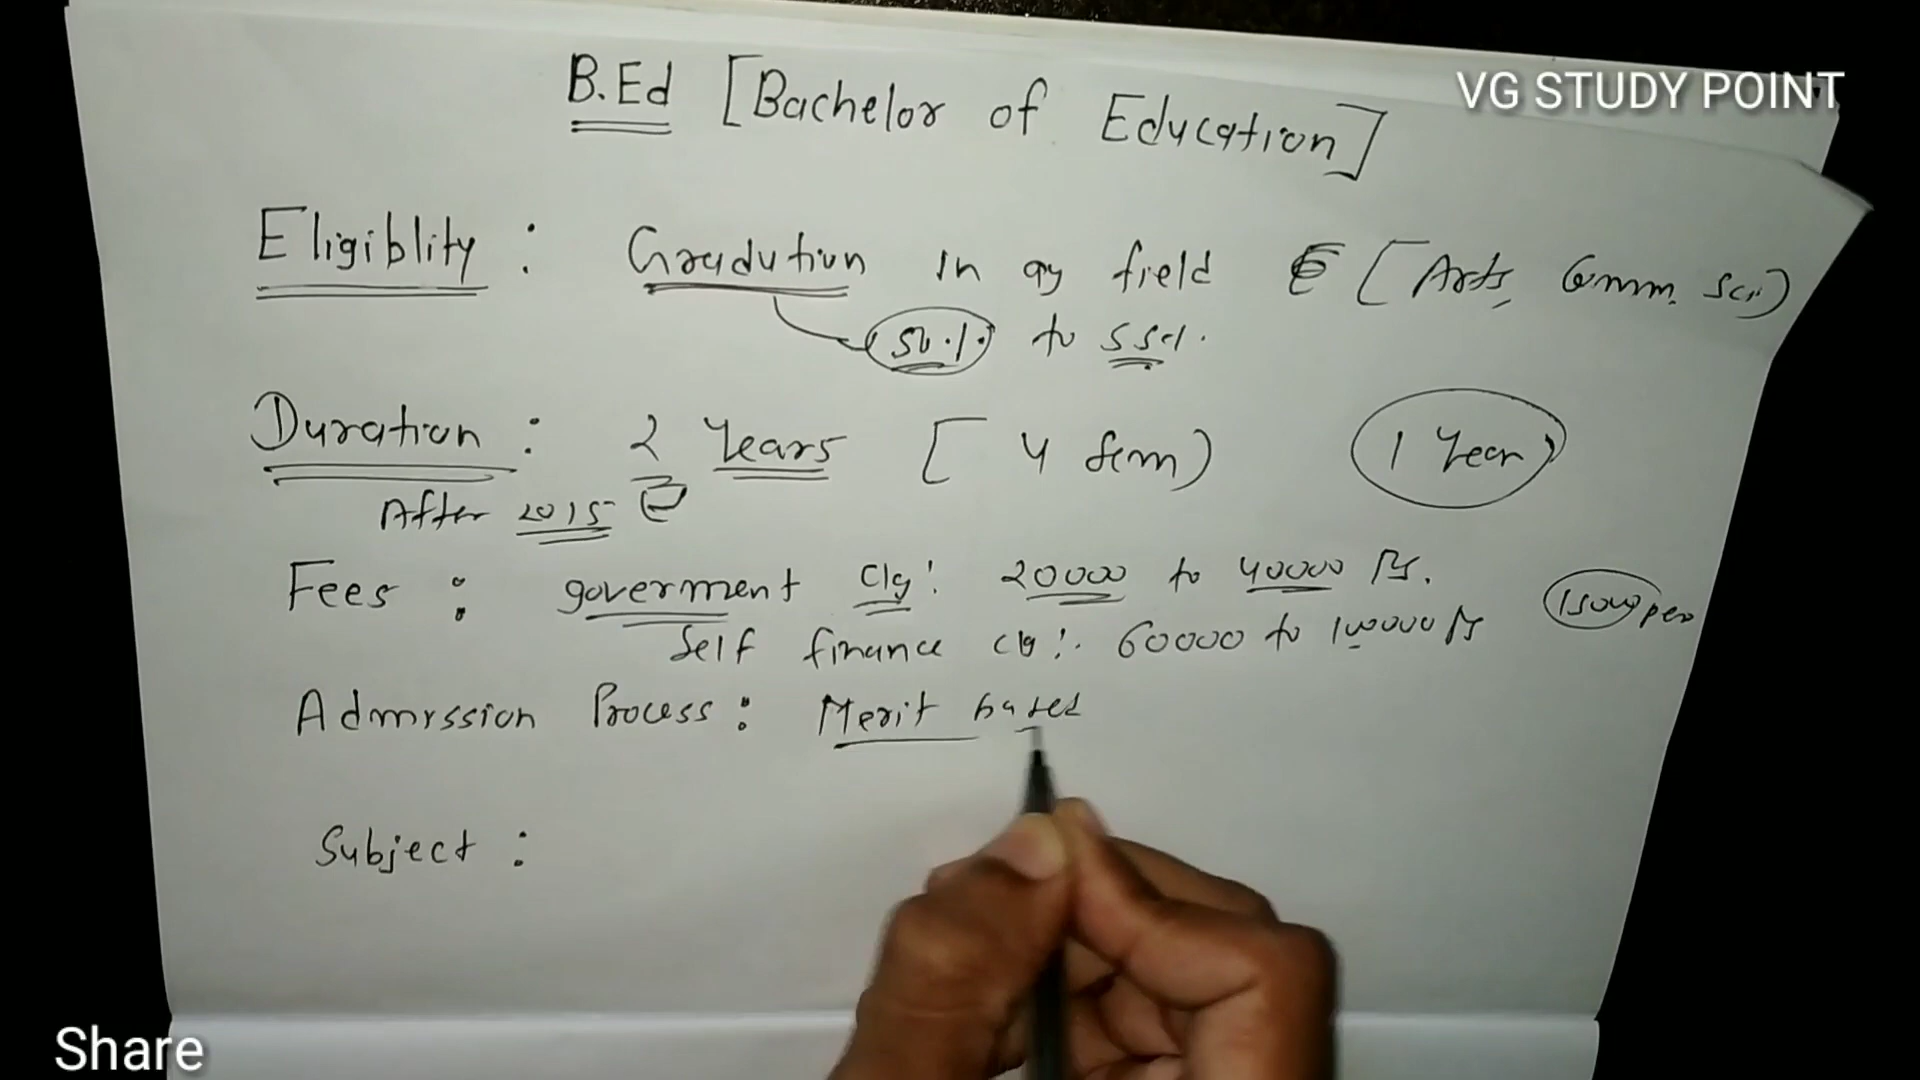 VG STUDY POINT
B.Ed [Bachelor of Education]
Eligiblity : Gradution in any field [Arts, Comm. Sci)
50% to 55%.
Duration : 2 Years [4 Sem) 1 Year
After 2015
Fees : goverment Clg: 20000 to 40000 Rs.
15000 per
Self finance Clg: 60000 to 100000 Rs
Admission Process : Merit based
Subject :
Share